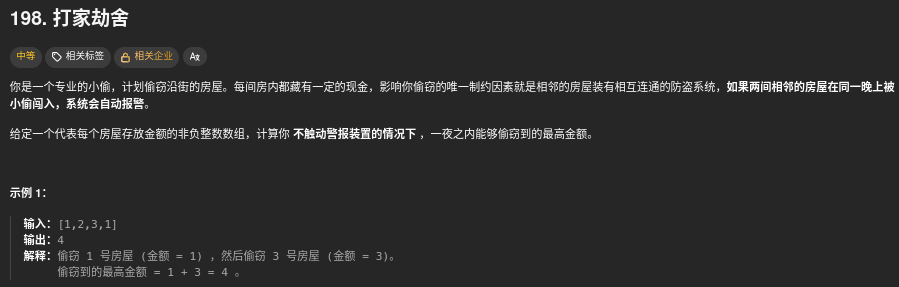 198. 打家劫舍
中等 相关标签 相关企业 A文
你是一个专业的小偷，计划偷窃沿街的房屋。每间房内都藏有一定的现金，影响你偷窃的唯一制约因素就是相邻的房屋装有相互连通的防盗系统，如果两间相邻的房屋在同一晚上被
小偷闯入，系统会自动报警。
给定一个代表每个房屋存放金额的非负整数数组，计算你 不触动警报装置的情况下 ，一夜之内能够偷窃到的最高金额。
示例 1：
输入：[1,2,3,1]
输出：4
解释：偷窃 1 号房屋 (金额 = 1) ，然后偷窃 3 号房屋 (金额 = 3)。
偷窃到的最高金额 = 1 + 3 = 4 。